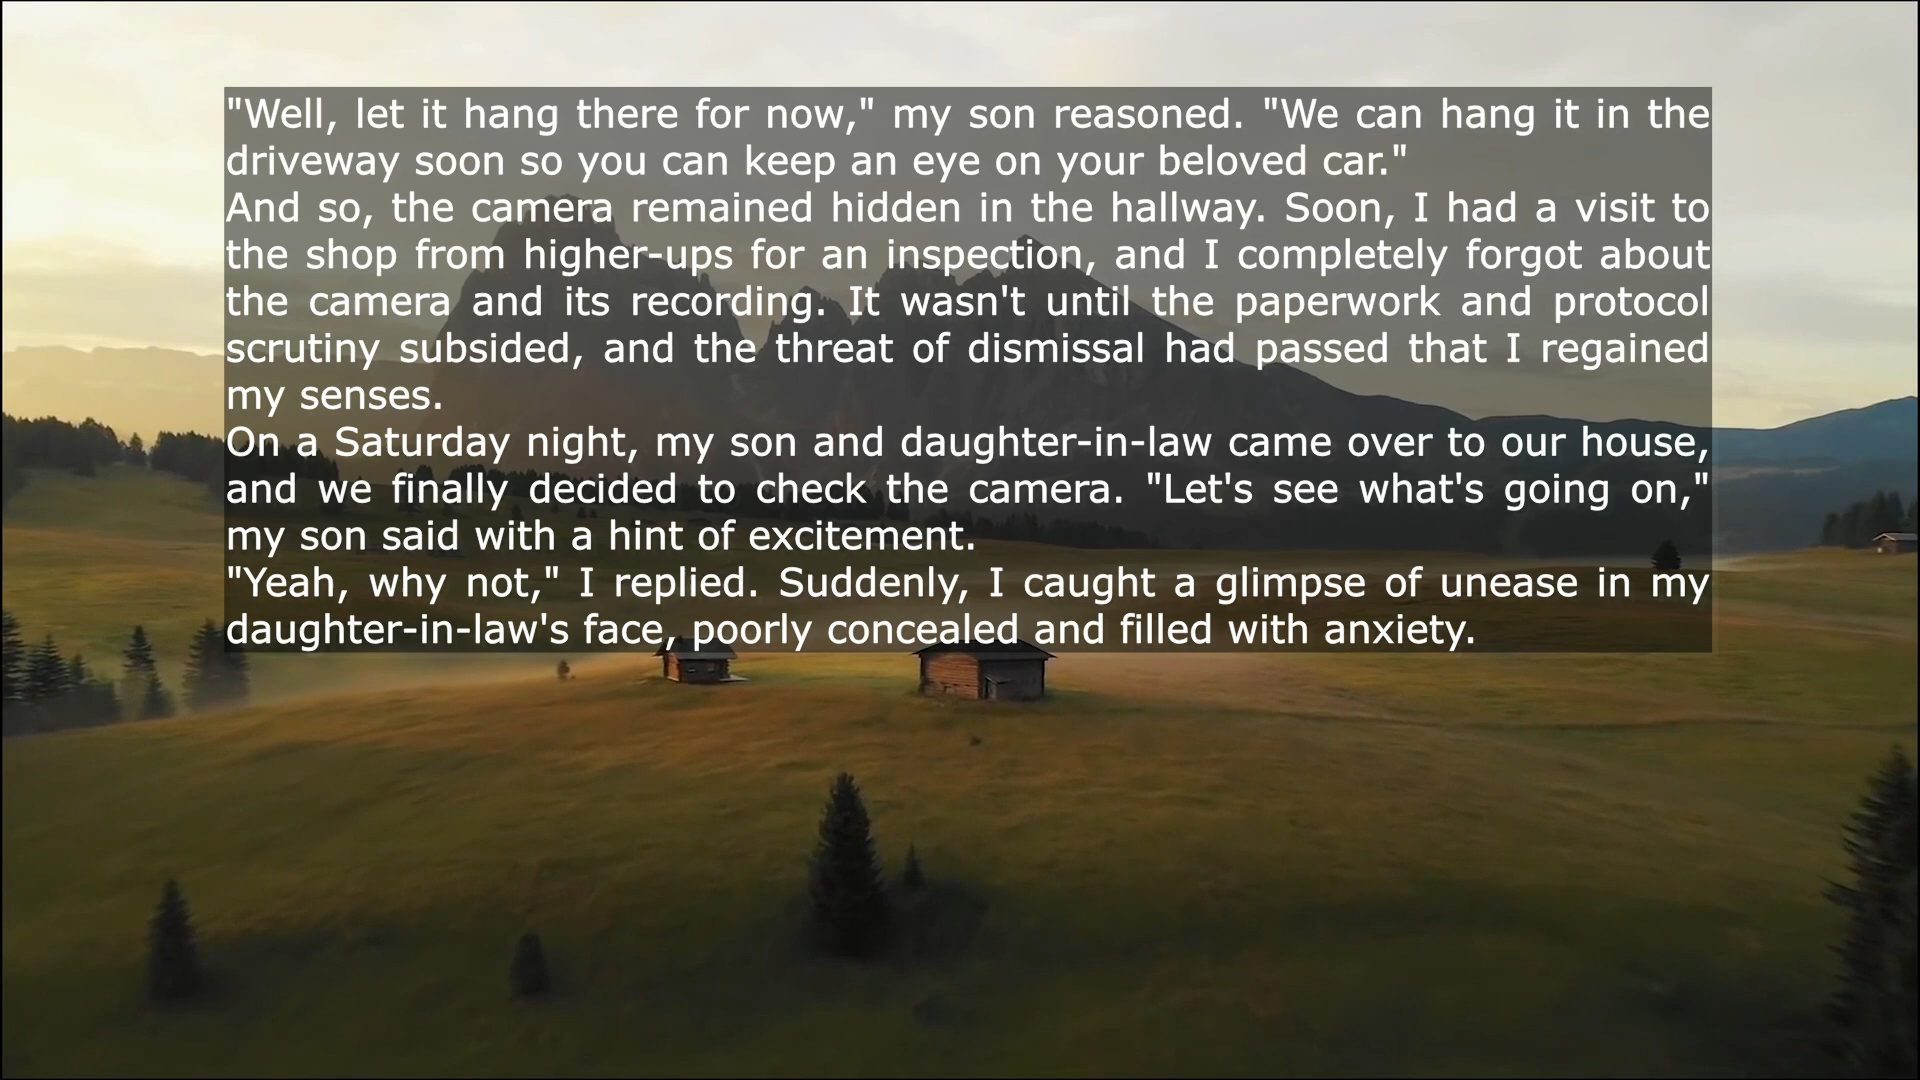 "Well, let it hang there for now," my son reasoned. "We can hang it in the
driveway soon so you can keep an eye on your beloved car."
And so, the camera remained hidden in the hallway. Soon, I had a visit to
the shop from higher-ups for an inspection, and I completely forgot about
the camera and its recording. It wasn't until the paperwork and protocol
scrutiny subsided, and the threat of dismissal had passed that I regained
my senses.
On a Saturday night, my son and daughter-in-law came over to our house,
and we finally decided to check the camera. "Let's see what's going on,"
my son said with a hint of excitement.
"Yeah, why not," I replied. Suddenly, I caught a glimpse of unease in my
daughter-in-law's face, poorly concealed and filled with anxiety.